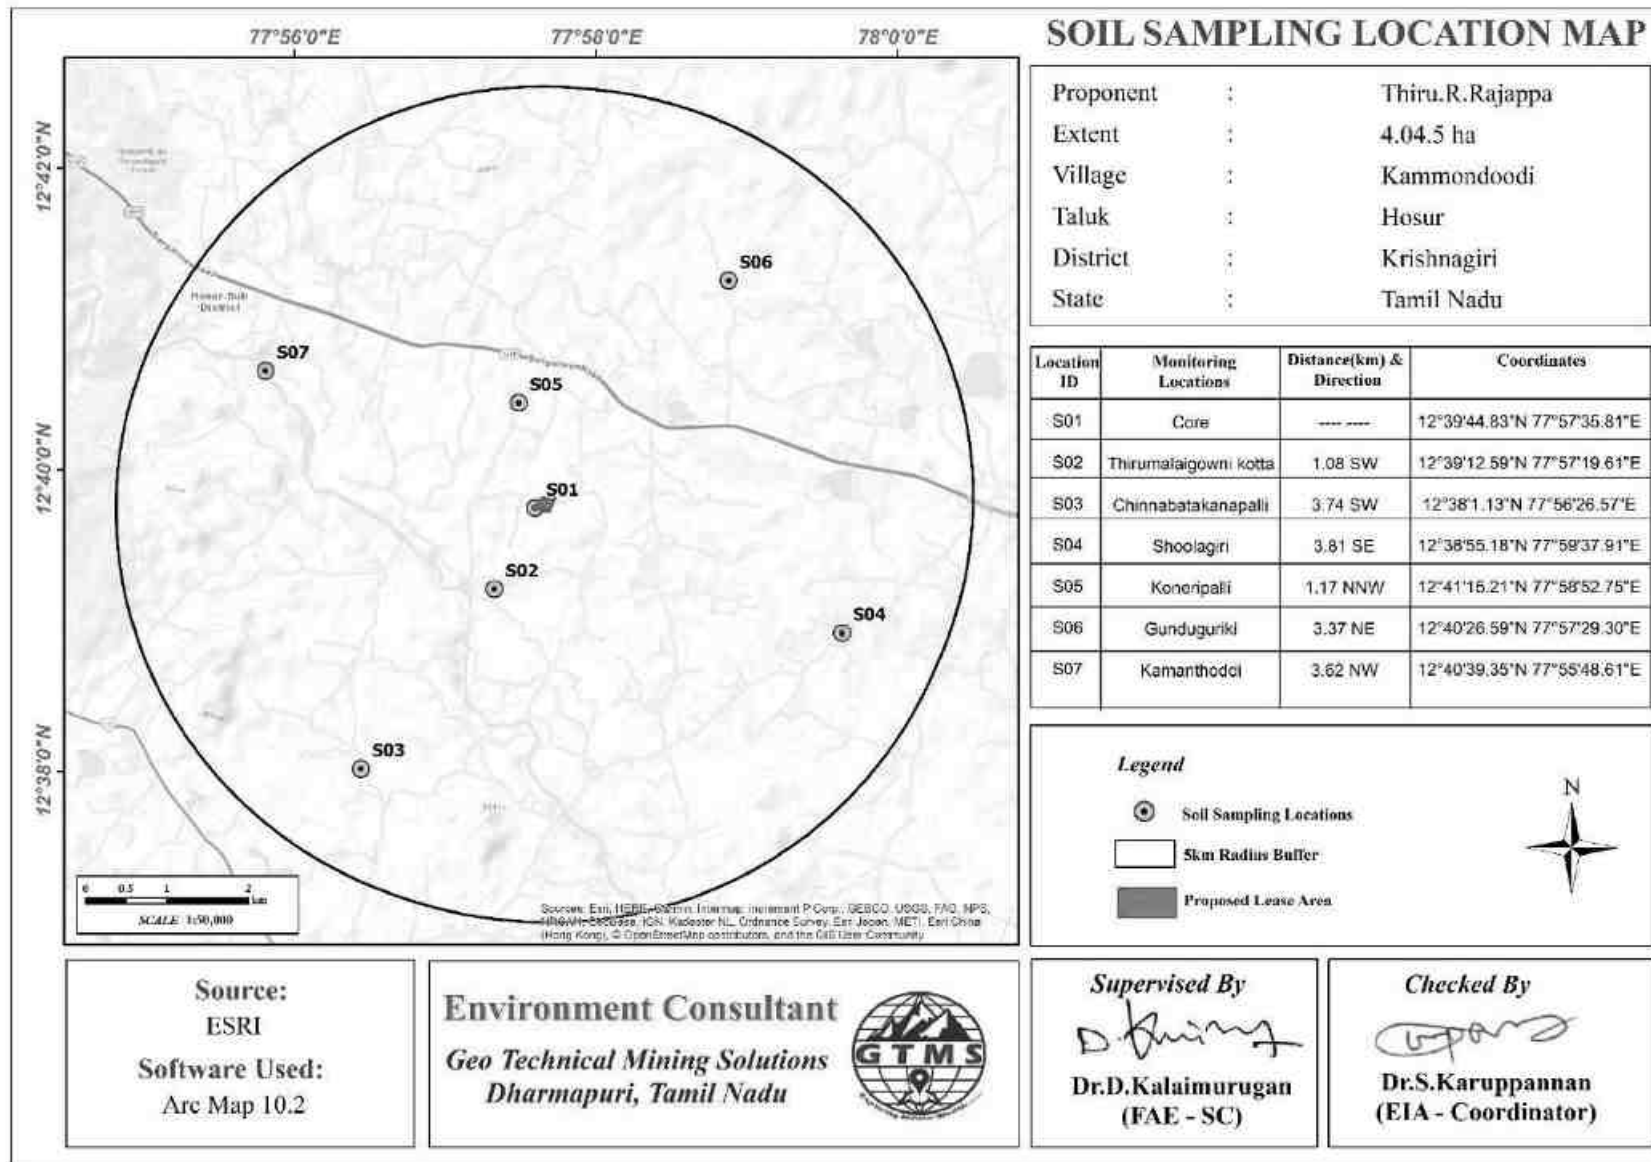 SOIL SAMPLING LOCATION MAP
77°56'0"E
77°58'0"E
78°0'0"E
12°42'0"N
12°40'0"N
12°38'0"N
S06
S07
S05
S01
S02
S04
S03
0 0.5 1 2
km
SCALE 1:50,000
Proponent : Thiru.R.Rajappa
Extent : 4.04.5 ha
Village : Kammondoodi
Taluk : Hosur
District : Krishnagiri
State : Tamil Nadu
Location ID Monitoring Locations Distance(km) & Direction Coordinates
S01 Core ---- ---- 12°39'44.83"N 77°57'35.81"E
S02 Thirumalaigowni kotta 1.08 SW 12°39'12.59"N 77°57'19.61"E
S03 Chinnabatakanapalli 3.74 SW 12°38'1.13"N 77°56'26.57"E
S04 Shoolagiri 3.81 SE 12°38'55.18"N 77°59'37.91"E
S05 Koneripalli 1.17 NNW 12°41'15.21"N 77°58'52.75"E
S06 Gunduguriki 3.37 NE 12°40'26.59"N 77°57'29.30"E
S07 3.62 NW 12°40'39.35"N 77°55'48.61"E
Legend
Soil Sampling Locations
5km Radius Buffer
Proposed Lease Area
N
Source:
ESRI
Software Used:
Arc Map 10.2
Environment Consultant
Geo Technical Mining Solutions
Dharmapuri, Tamil Nadu
GTMS
Supervised By
Dr.D.Kalaimurugan
(FAE - SC)
Checked By
Dr.S.Karuppannan
(EIA - Coordinator)